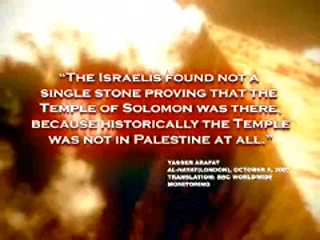 “THE ISRAELIS FOUND NOT A
SINGLE STONE PROVING THAT THE
TEMPLE OF SOLOMON WAS THERE,
BECAUSE HISTORICALLY THE TEMPLE
WAS NOT IN PALESTINE AT ALL.”
YASSER ARAFAT
AL-HAYAT (LONDON), OCTOBER 5,
TRANSLATION: BBC WORLDWIDE
MONITORING